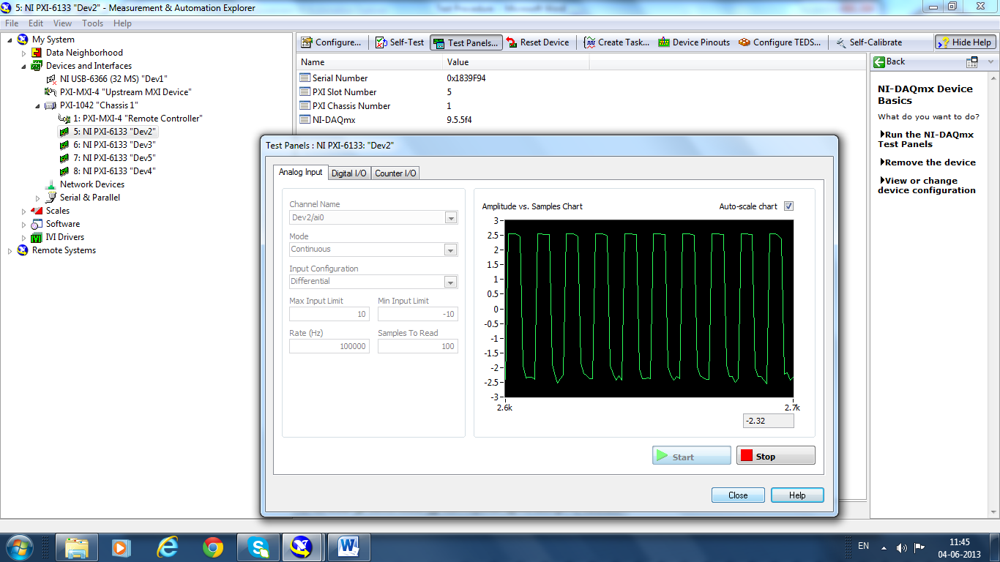 5: NI PXI-6133 "Dev2" - Measurement & Automation Explorer
File Edit View Tools Help
My System
Data Neighborhood
Devices and Interfaces
NI USB-6366 (32 MS) "Dev1"
PXI-MXI-4 "Upstream MXI Device"
PXI-1042 "Chassis 1"
1: PXI-MXI-4 "Remote Controller"
5: NI PXI-6133 "Dev2"
6: NI PXI-6133 "Dev3"
7: NI PXI-6133 "Dev5"
8: NI PXI-6133 "Dev4"
Network Devices
Serial & Parallel
Scales
Software
IVI Drivers
Remote Systems
Configure... Self-Test Test Panels... Reset Device Create Task... Device Pinouts Configure TEDS... Self-Calibrate Hide Help
Name Value
Serial Number 0x1839F94
PXI Slot Number 5
PXI Chassis Number 1
NI-DAQmx 9.5.5f4
Back
NI-DAQmx Device
Basics
What do you want to do?
Run the NI-DAQmx
Test Panels
Remove the device
View or change
device configuration
Test Panels : NI PXI-6133: "Dev2"
Analog Input Digital I/O Counter I/O
Channel Name
Dev2/ai0
Mode
Continuous
Input Configuration
Differential
Max Input Limit Min Input Limit
10 -10
Rate (Hz) Samples To Read
100000 100
Amplitude vs. Samples Chart Auto-scale chart
3
2.5
2
1.5
1
0.5
0
-0.5
-1
-1.5
-2
-2.5
-3
2.6k 2.7k
-2.32
Start Stop
Close Help
EN
11:45
04-06-2013